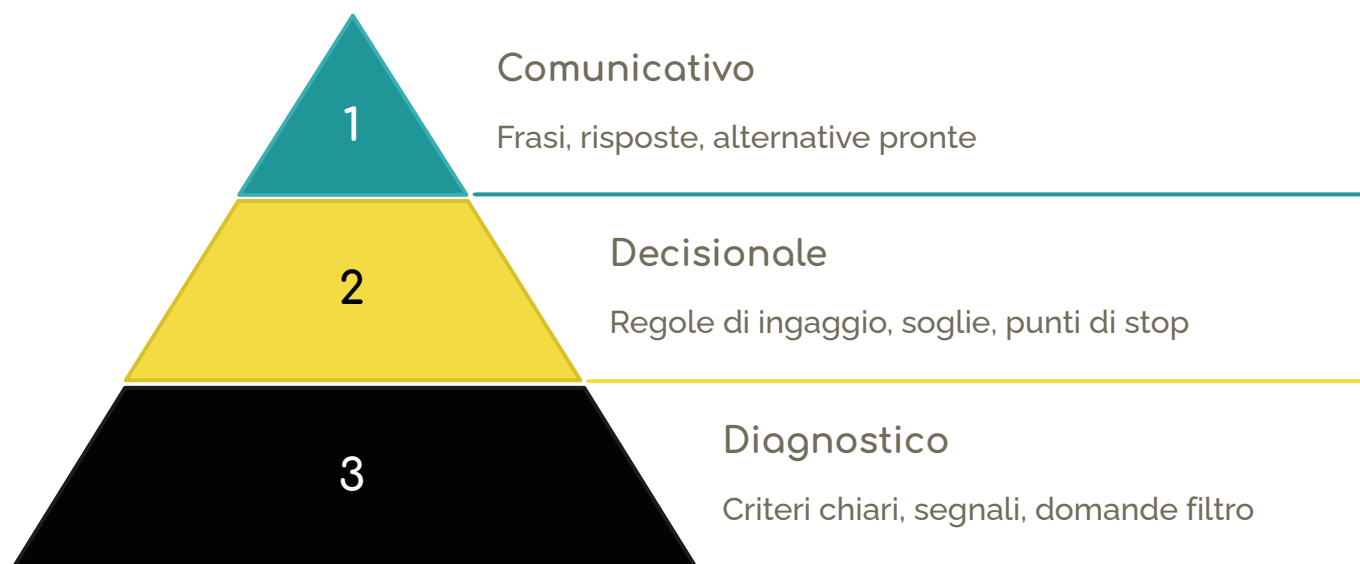 1
Comunicativo
Frasi, risposte, alternative pronte
2
Decisionale
Regole di ingaggio, soglie, punti di stop
3
Diagnostico
Criteri chiari, segnali, domande filtro